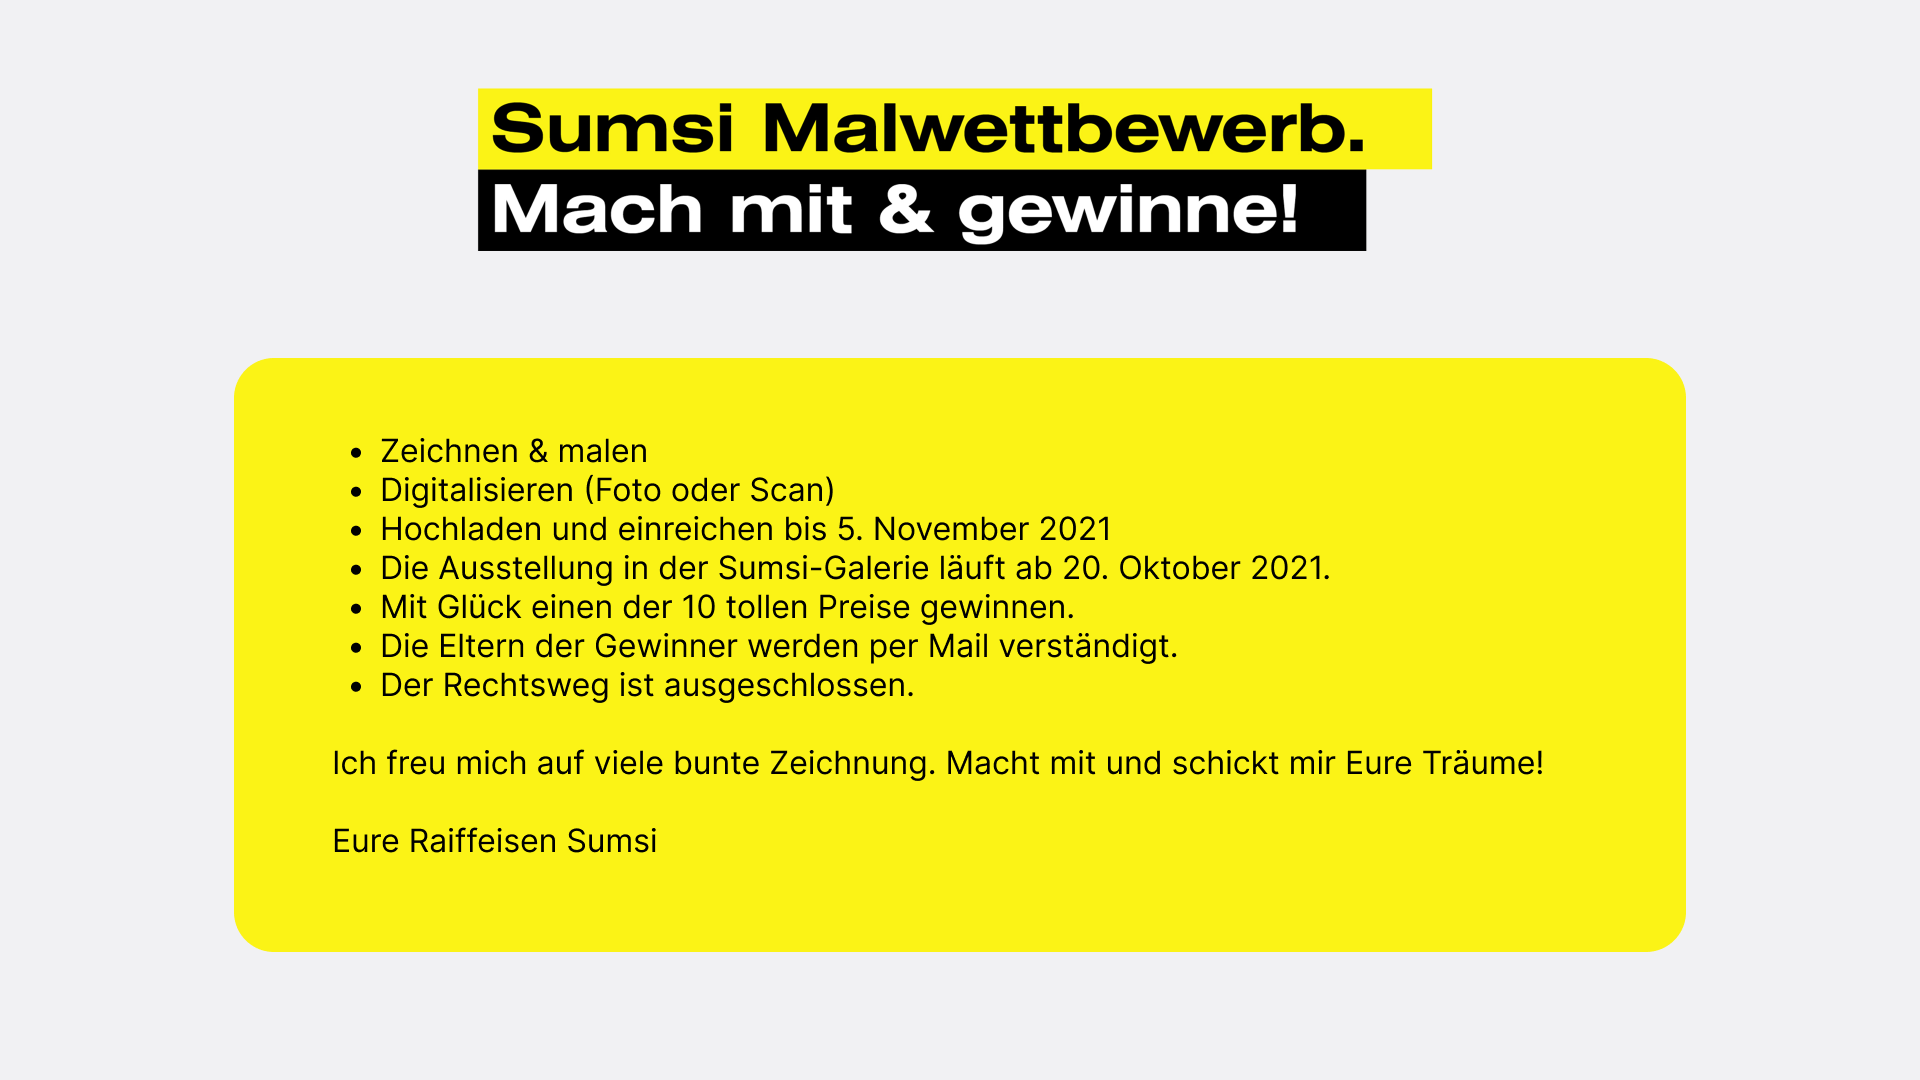 Sumsi Malwettbewerb.
Mach mit & gewinne!
• Zeichnen & malen
• Digitalisieren (Foto oder Scan)
• Hochladen und einreichen bis 5. November 2021
• Die Ausstellung in der Sumsi-Galerie läuft ab 20. Oktober 2021.
• Mit Glück einen der 10 tollen Preise gewinnen.
• Die Eltern der Gewinner werden per Mail verständigt.
• Der Rechtsweg ist ausgeschlossen.
Ich freu mich auf viele bunte Zeichnung. Macht mit und schickt mir Eure Träume!
Eure Raiffeisen Sumsi